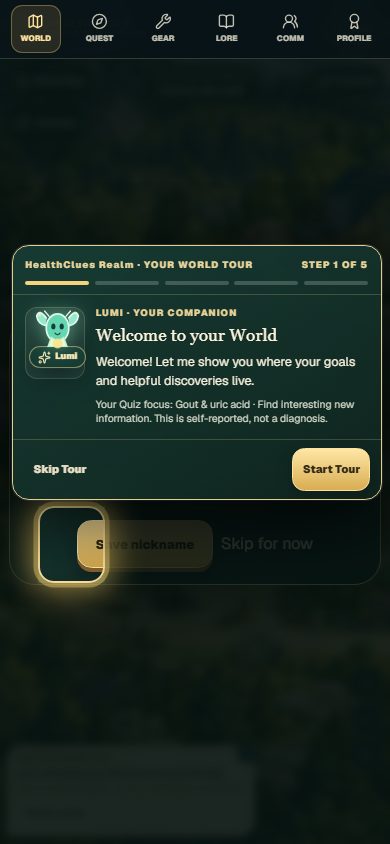 WORLD QUEST GEAR LORE COMM PROFILE
HealthClues Realm · YOUR WORLD TOUR STEP 1 OF 5
LUMI · YOUR COMPANION
Welcome to your World
Lumi
Welcome! Let me show you where your goals
and helpful discoveries live.
Your Quiz focus: Gout & uric acid · Find interesting new
information. This is self-reported, not a diagnosis.
Skip Tour Start Tour
Save nickname Skip for now